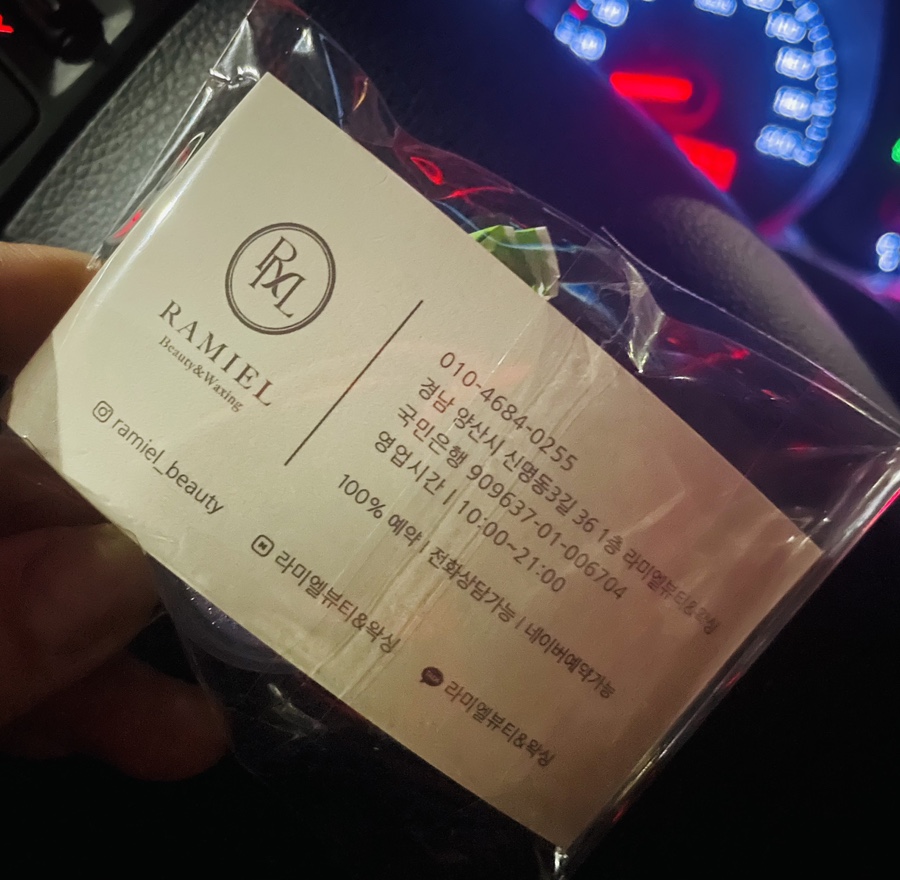 RML
RAMIEL
Beauty&Waxing
010-4684-0255
경남 양산시 신명동3길 36 1층 라미엘뷰티&왁싱
국민은행 909637-01-006704
영업시간 | 10:00~21:00
100% 예약 | 전화상담가능 | 네이버예약가능
ramiel_beauty
라미엘뷰티&왁싱
라미엘뷰티&왁싱